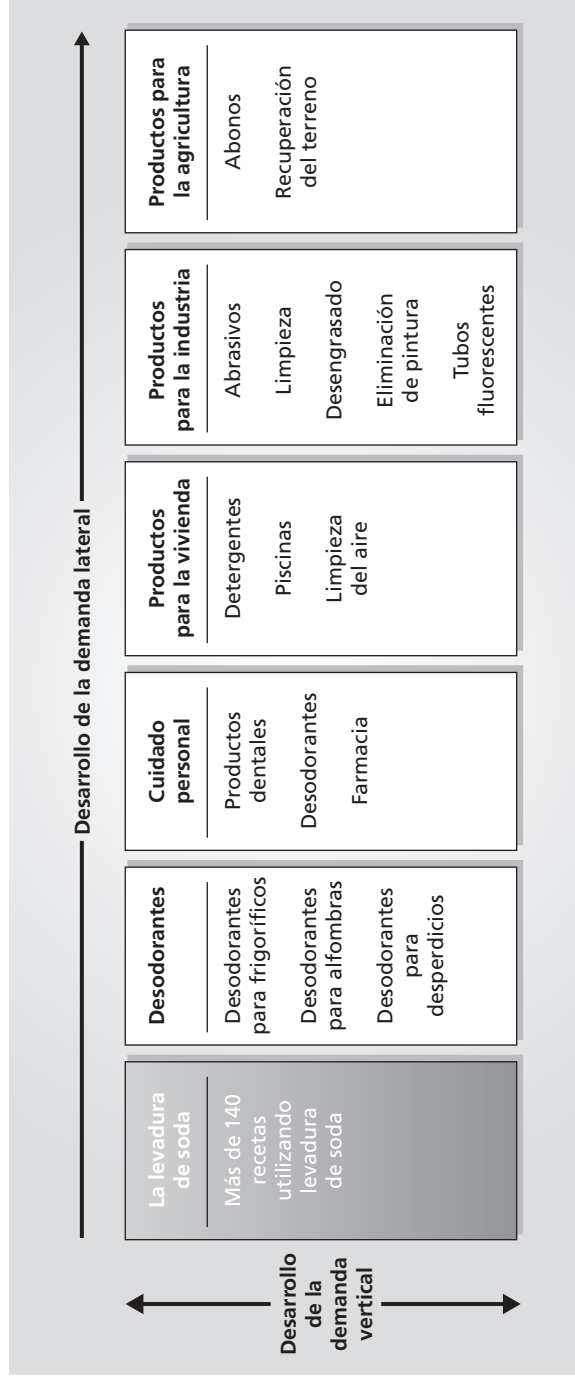 Desarrollo de la demanda lateral
Desarrollo
de la
demanda
vertical
La levadura
de soda
Más de 140
recetas
utilizando
levadura
de soda
Desodorantes
Desodorantes
para frigoríficos
Desodorantes
para alfombras
Desodorantes
para
desperdicios
Cuidado
personal
Productos
dentales
Desodorantes
Farmacia
Productos
para la vivienda
Detergentes
Piscinas
Limpieza
del aire
Productos
para la industria
Abrasivos
Limpieza
Desengrasado
Eliminación
de pintura
Tubos
fluorescentes
Productos para
la agricultura
Abonos
Recuperación
del terreno